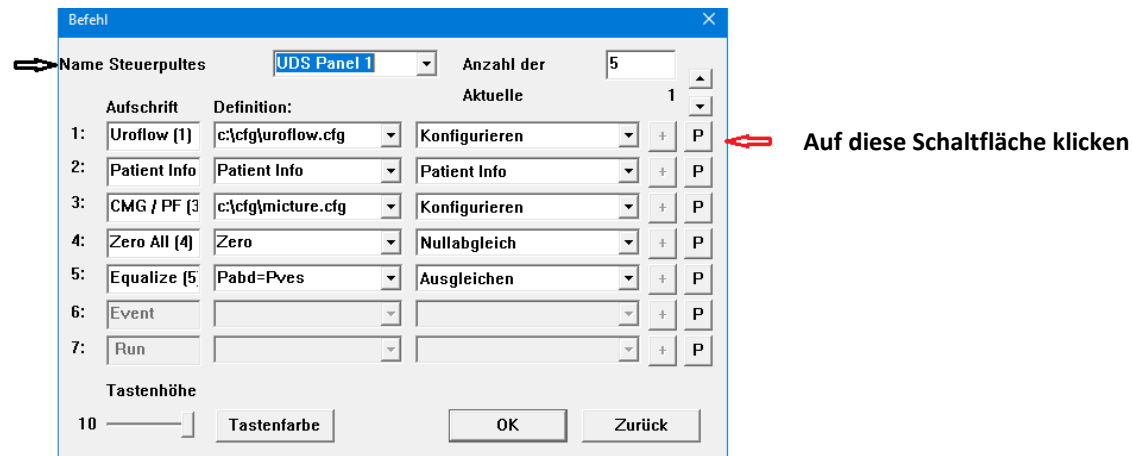 Befehl
Name Steuerpultes UDS Panel 1 Anzahl der 5
Aktuelle 1
Aufschrift Definition:
1: Uroflow (1) c:\cfg\uroflow.cfg Konfigurieren + P Auf diese Schaltfläche klicken
2: Patient Info Patient Info Patient Info + P
3: CMG / PF (3 c:\cfg\micture.cfg Konfigurieren + P
4: Zero All (4) Zero Nullabgleich + P
5: Equalize (5) Pabd=Pves Ausgleichen + P
6: Event + P
7: Run + P
Tastenhöhe
10 Tastenfarbe OK Zurück